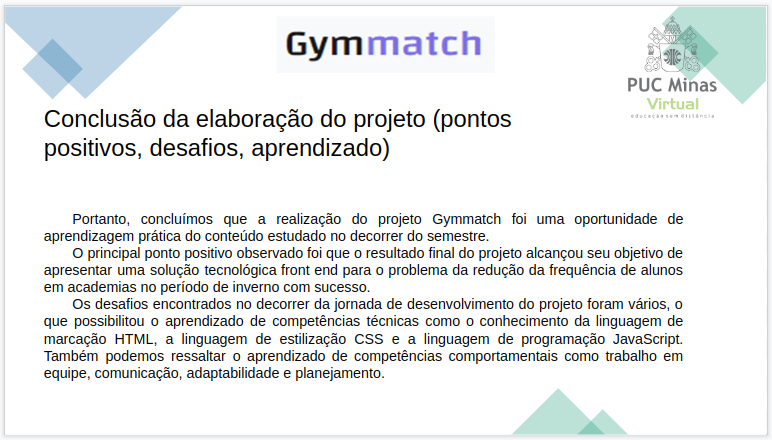 Gymmatch
PUC Minas
Virtual
educação sem distância
Conclusão da elaboração do projeto (pontos
positivos, desafios, aprendizado)
Portanto, concluímos que a realização do projeto Gymmatch foi uma oportunidade de
aprendizagem prática do conteúdo estudado no decorrer do semestre.
O principal ponto positivo observado foi que o resultado final do projeto alcançou seu objetivo de
apresentar uma solução tecnológica front end para o problema da redução da frequência de alunos
em academias no período de inverno com sucesso.
Os desafios encontrados no decorrer da jornada de desenvolvimento do projeto foram vários, o
que possibilitou o aprendizado de competências técnicas como o conhecimento da linguagem de
marcação HTML, a linguagem de estilização CSS e a linguagem de programação JavaScript.
Também podemos ressaltar o aprendizado de competências comportamentais como trabalho em
equipe, comunicação, adaptabilidade e planejamento.